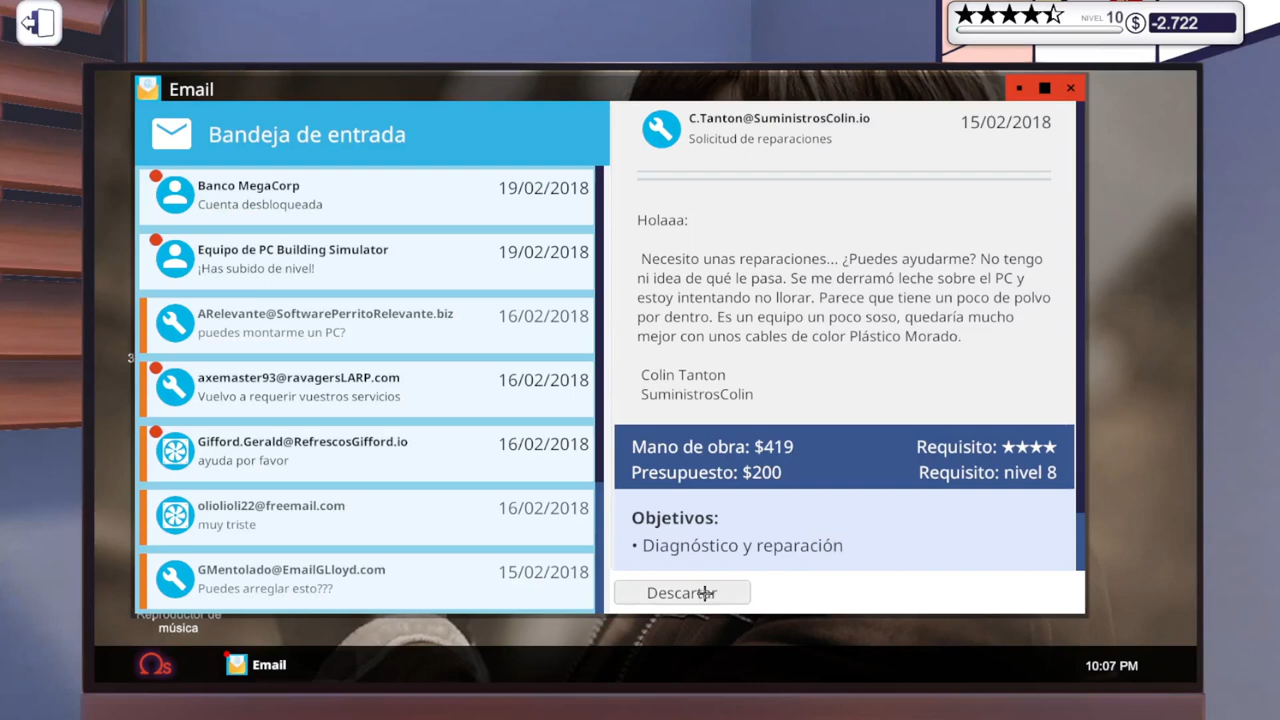 NIVEL 10 $ -2.722
Email
Bandeja de entrada
Banco MegaCorp 19/02/2018
Cuenta desbloqueada
Equipo de PC Building Simulator 19/02/2018
¡Has subido de nivel!
ARelevante@SoftwarePerritoRelevante.biz 16/02/2018
puedes montarme un PC?
axemaster93@ravagersLARP.com 16/02/2018
Vuelvo a requerir vuestros servicios
Gifford.Gerald@RefrescosGifford.io 16/02/2018
ayuda por favor
oliolioli22@freemail.com 16/02/2018
muy triste
GMentolado@EmailGLloyd.com 15/02/2018
Puedes arreglar esto???
C.Tanton@SuministrosColin.io 15/02/2018
Solicitud de reparaciones
Holaaa:
Necesito unas reparaciones... ¿Puedes ayudarme? No tengo
ni idea de qué le pasa. Se me derramó leche sobre el PC y
estoy intentando no llorar. Parece que tiene un poco de polvo
por dentro. Es un equipo un poco soso, quedaría mucho
mejor con unos cables de color Plástico Morado.
Colin Tanton
SuministrosColin
Mano de obra: $419 Requisito: ★★★★
Presupuesto: $200 Requisito: nivel 8
Objetivos:
• Diagnóstico y reparación
Descartar
3
Reproductor de
música
Ωs Email 10:07 PM